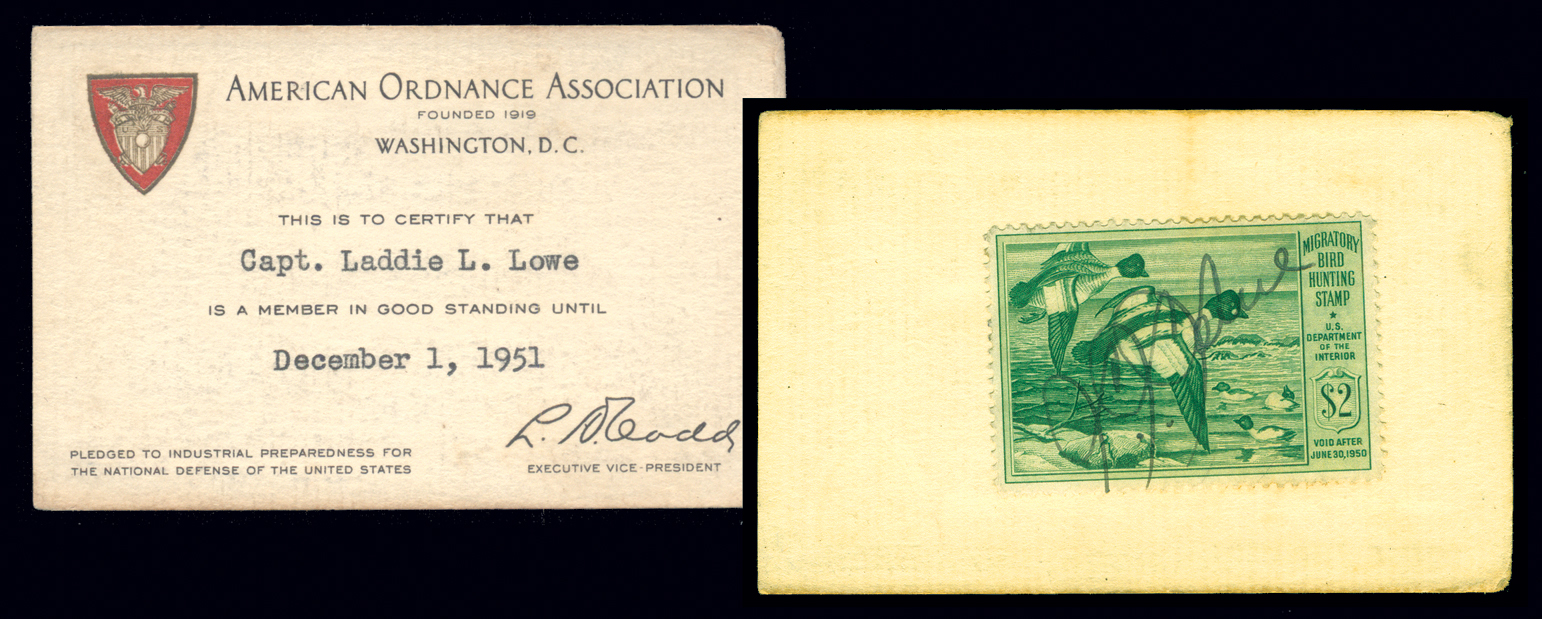 AMERICAN ORDNANCE ASSOCIATION
FOUNDED 1919
WASHINGTON, D. C.
U S
THIS IS TO CERTIFY THAT
Capt. Laddie L. Lowe
IS A MEMBER IN GOOD STANDING UNTIL
December 1, 1951
PLEDGED TO INDUSTRIAL PREPAREDNESS FOR
THE NATIONAL DEFENSE OF THE UNITED STATES
EXECUTIVE VICE-PRESIDENT
MIGRATORY
BIRD
HUNTING
STAMP
★
U.S.
DEPARTMENT
OF THE
INTERIOR
$2
VOID AFTER
JUNE 30, 1950